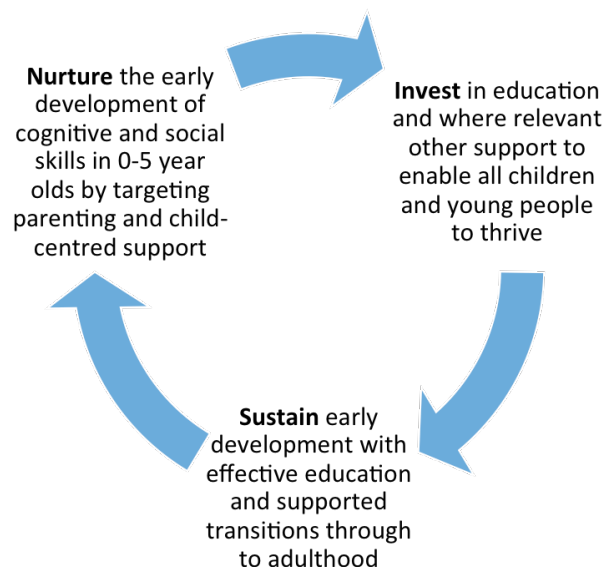 Nurture the early
development of
cognitive and social
skills in 0-5 year
olds by targeting
parenting and child-
centred support
Invest in education
and where relevant
other support to
enable all children
and young people
to thrive
Sustain early
development with
effective education
and supported
transitions through
to adulthood